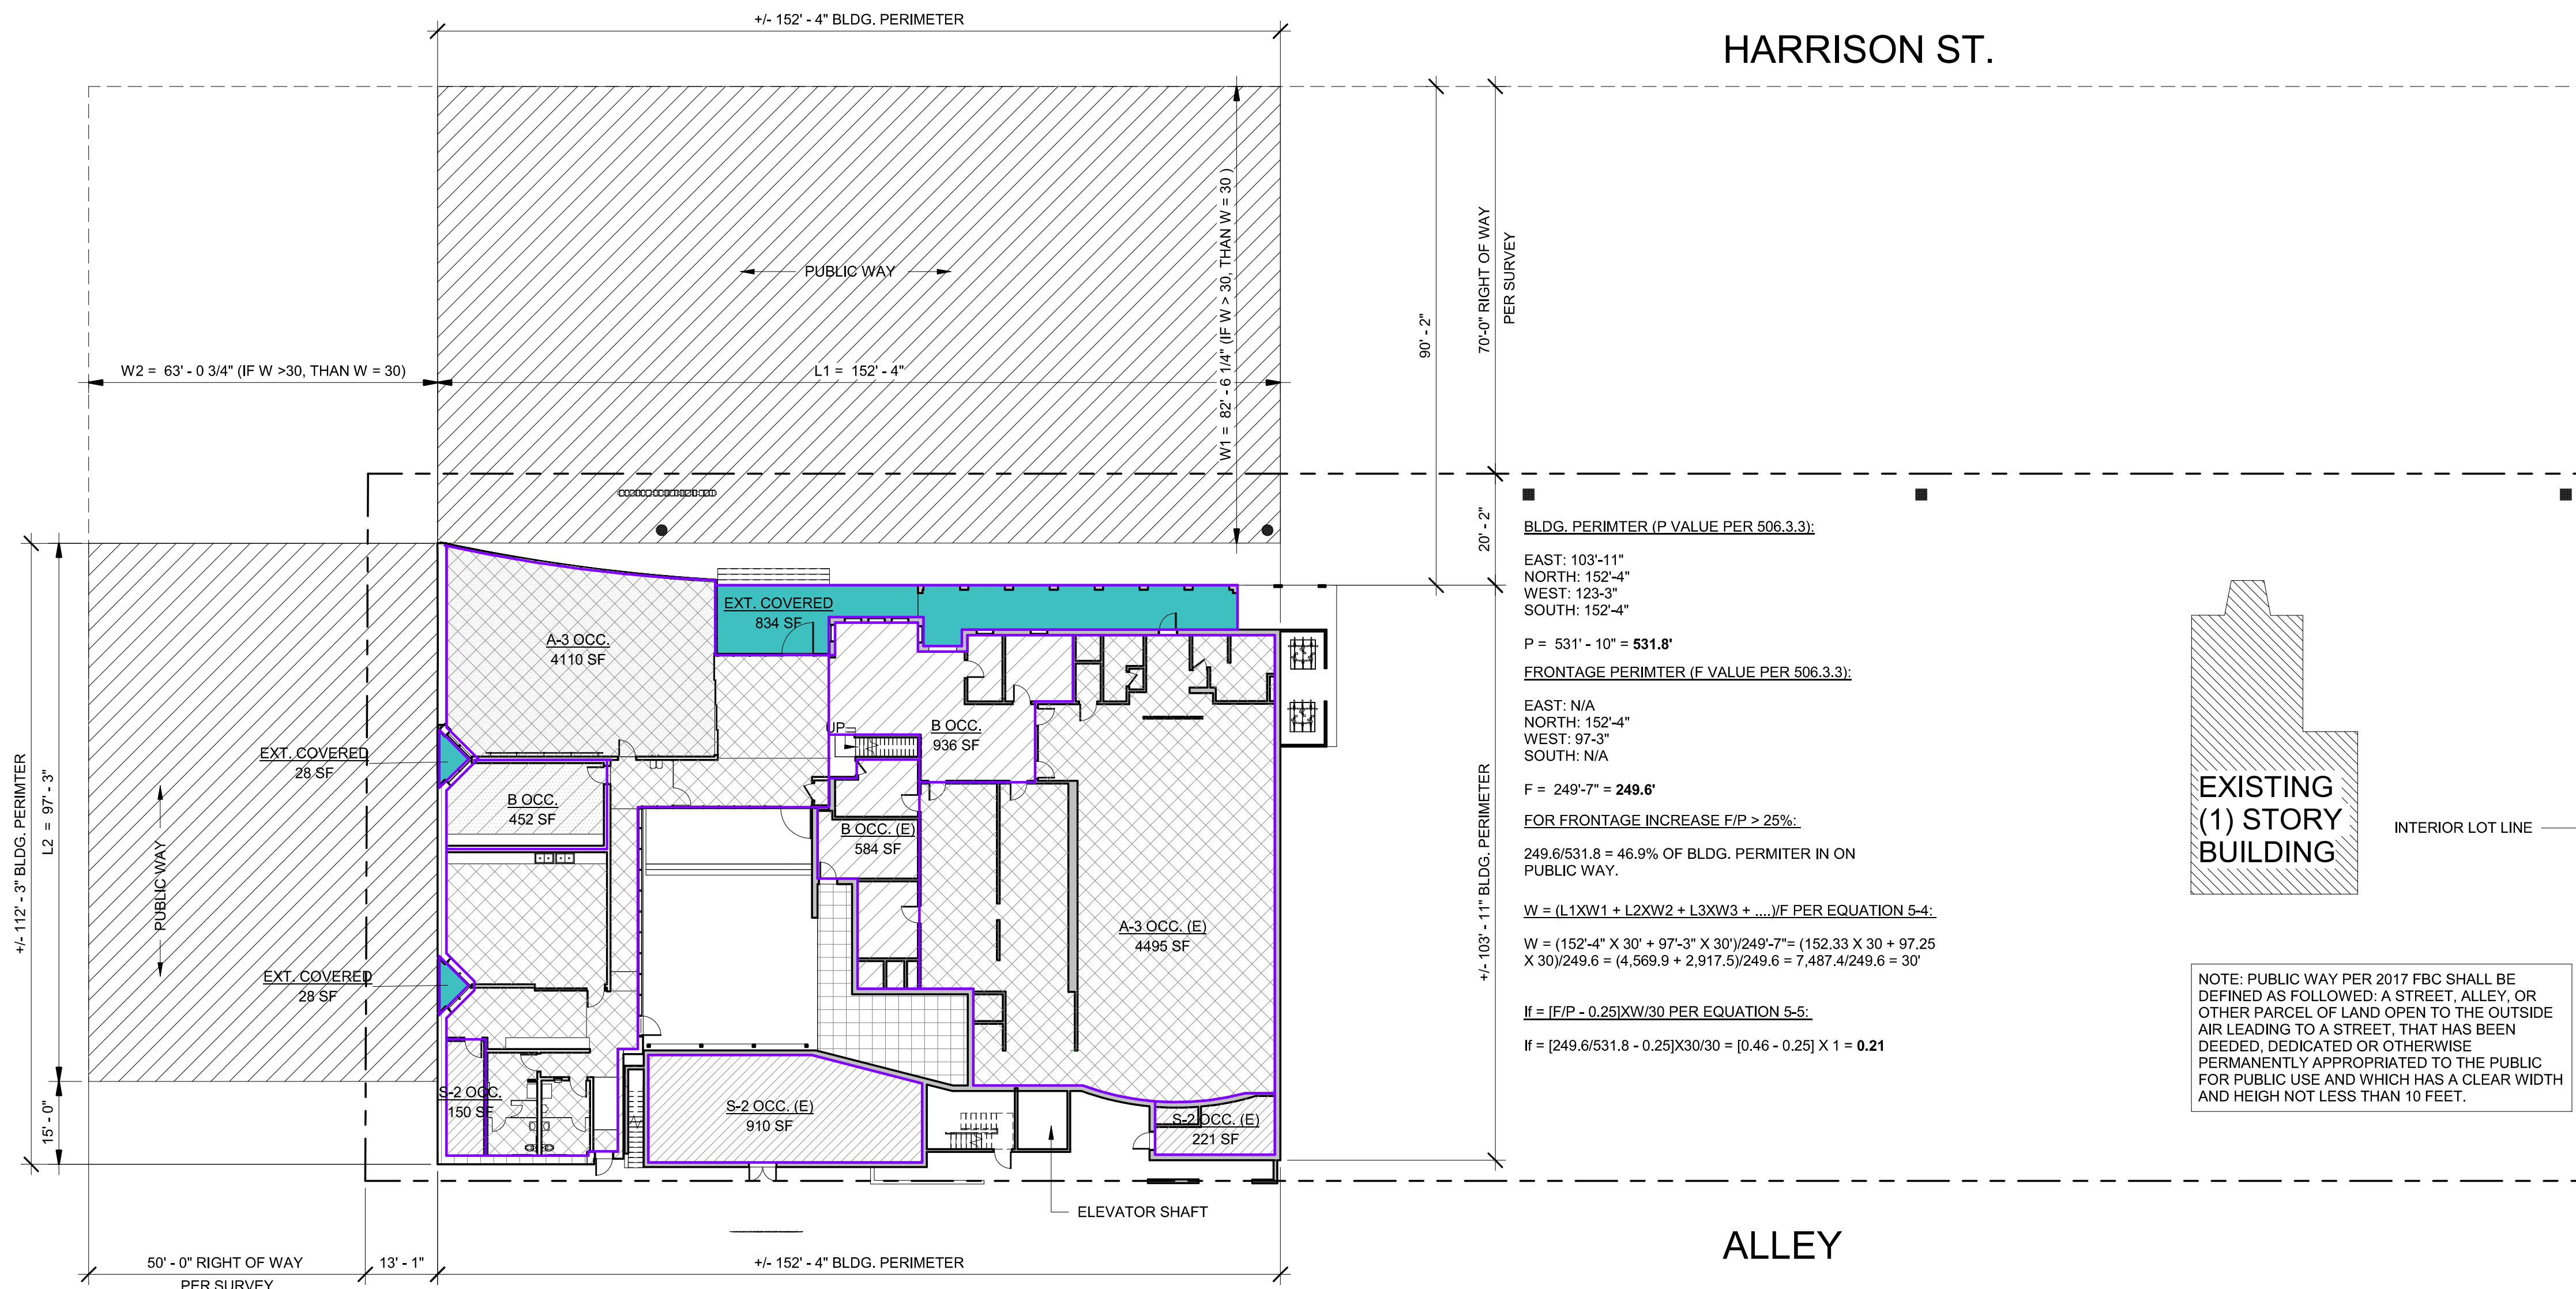 +/- 152' - 4" BLDG. PERIMETER
HARRISON ST.
PUBLIC WAY
W1 = 82' - 6 1/4" (IF W > 30, THAN W = 30 )
90' - 2"
70'-0" RIGHT OF WAY
PER SURVEY
W2 = 63' - 0 3/4" (IF W >30, THAN W = 30)
L1 = 152' - 4"
20' - 2"
+/- 112' - 3" BLDG. PERIMETER
L2 = 97' - 3"
15' - 0"
PUBLIC WAY
EXT. COVERED
834 SF
A-3 OCC.
4110 SF
UP
B OCC.
936 SF
EXT. COVERED
28 SF
B OCC.
452 SF
B OCC. (E)
584 SF
A-3 OCC. (E)
4495 SF
EXT. COVERED
28 SF
S-2 OCC.
150 SF
S-2 OCC. (E)
910 SF
S-2 OCC. (E)
221 SF
ELEVATOR SHAFT
+/- 103' - 11" BLDG. PERIMETER
50' - 0" RIGHT OF WAY
PER SURVEY
13' - 1"
+/- 152' - 4" BLDG. PERIMETER
ALLEY
BLDG. PERIMTER (P VALUE PER 506.3.3):
EAST: 103'-11"
NORTH: 152'-4"
WEST: 123-3"
SOUTH: 152'-4"
P = 531' - 10" = 531.8'
FRONTAGE PERIMTER (F VALUE PER 506.3.3):
EAST: N/A
NORTH: 152'-4"
WEST: 97-3"
SOUTH: N/A
F = 249'-7" = 249.6'
FOR FRONTAGE INCREASE F/P > 25%:
249.6/531.8 = 46.9% OF BLDG. PERMITER IN ON
PUBLIC WAY.
W = (L1XW1 + L2XW2 + L3XW3 + ....)/F PER EQUATION 5-4:
W = (152'-4" X 30' + 97'-3" X 30')/249'-7"= (152.33 X 30 + 97.25
X 30)/249.6 = (4,569.9 + 2,917.5)/249.6 = 7,487.4/249.6 = 30'
If = [F/P - 0.25]XW/30 PER EQUATION 5-5:
If = [249.6/531.8 - 0.25]X30/30 = [0.46 - 0.25] X 1 = 0.21
EXISTING
(1) STORY
BUILDING
INTERIOR LOT LINE
NOTE: PUBLIC WAY PER 2017 FBC SHALL BE
DEFINED AS FOLLOWED: A STREET, ALLEY, OR
OTHER PARCEL OF LAND OPEN TO THE OUTSIDE
AIR LEADING TO A STREET, THAT HAS BEEN
DEEDED, DEDICATED OR OTHERWISE
PERMANENTLY APPROPRIATED TO THE PUBLIC
FOR PUBLIC USE AND WHICH HAS A CLEAR WIDTH
AND HEIGH NOT LESS THAN 10 FEET.